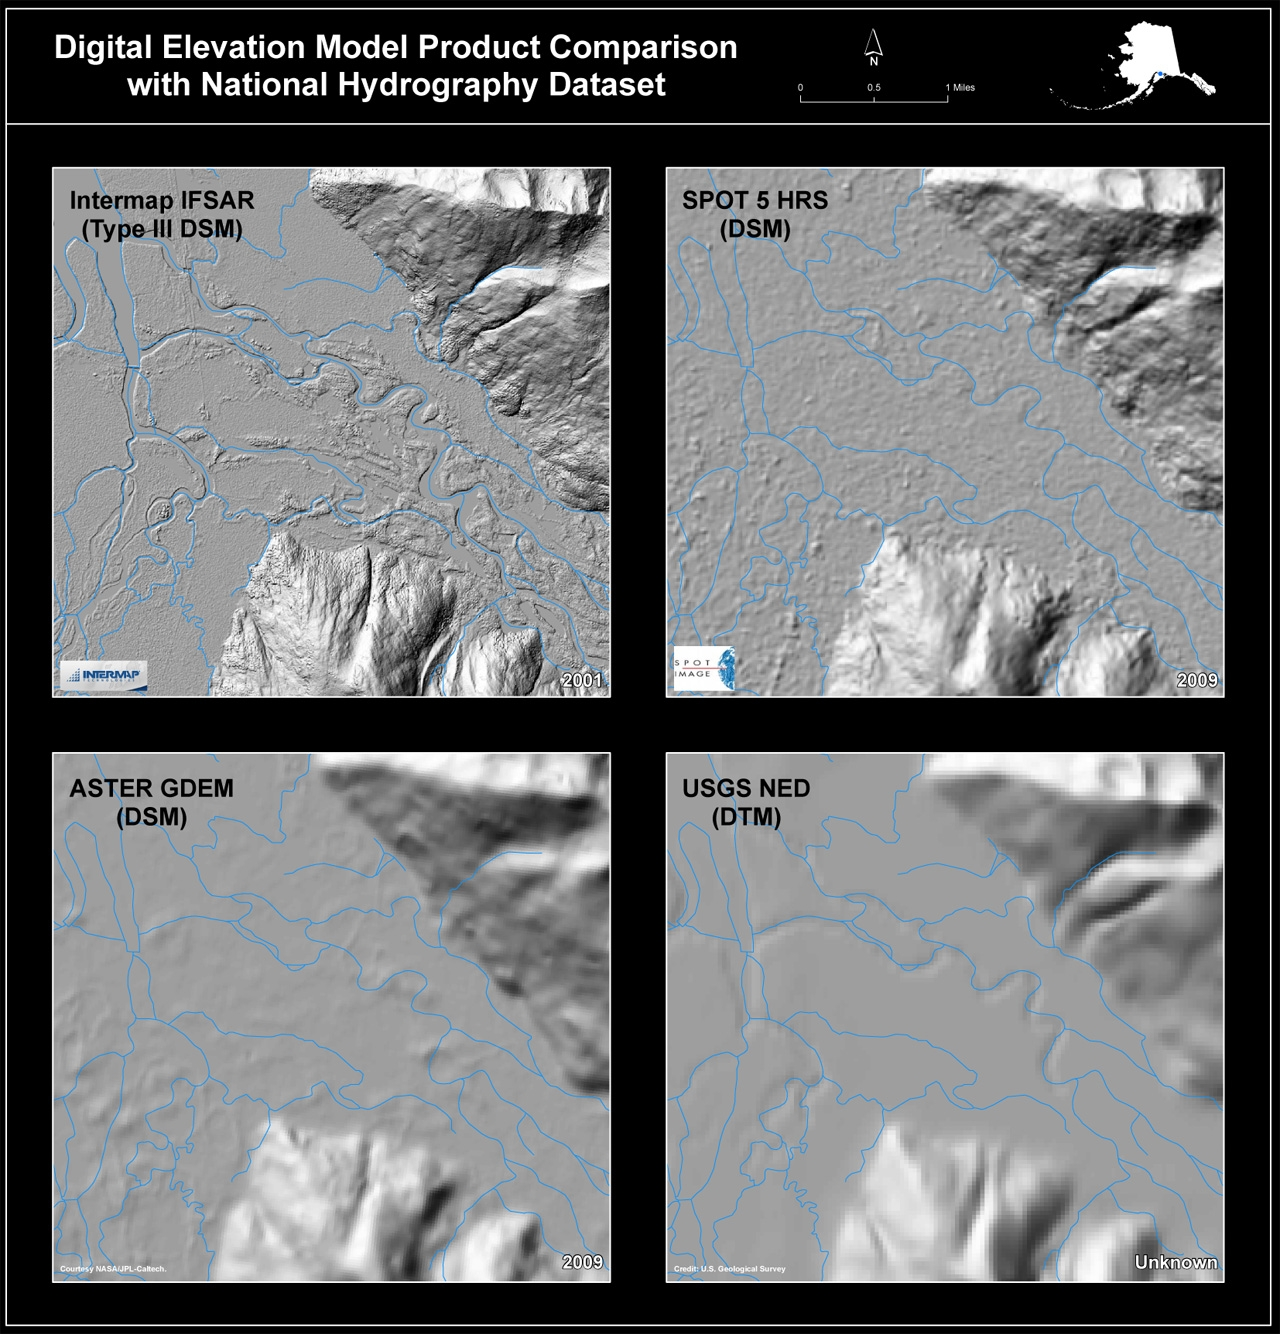 Digital Elevation Model Product Comparison
with National Hydrography Dataset
N
0 0.5 1 Miles
Intermap IFSAR
(Type III DSM)
INTERMAP
2001
SPOT 5 HRS
(DSM)
SPOT
IMAGE
2009
ASTER GDEM
(DSM)
Courtesy NASA/JPL-Caltech.
2009
USGS NED
(DTM)
Credit: U.S. Geological Survey
Unknown